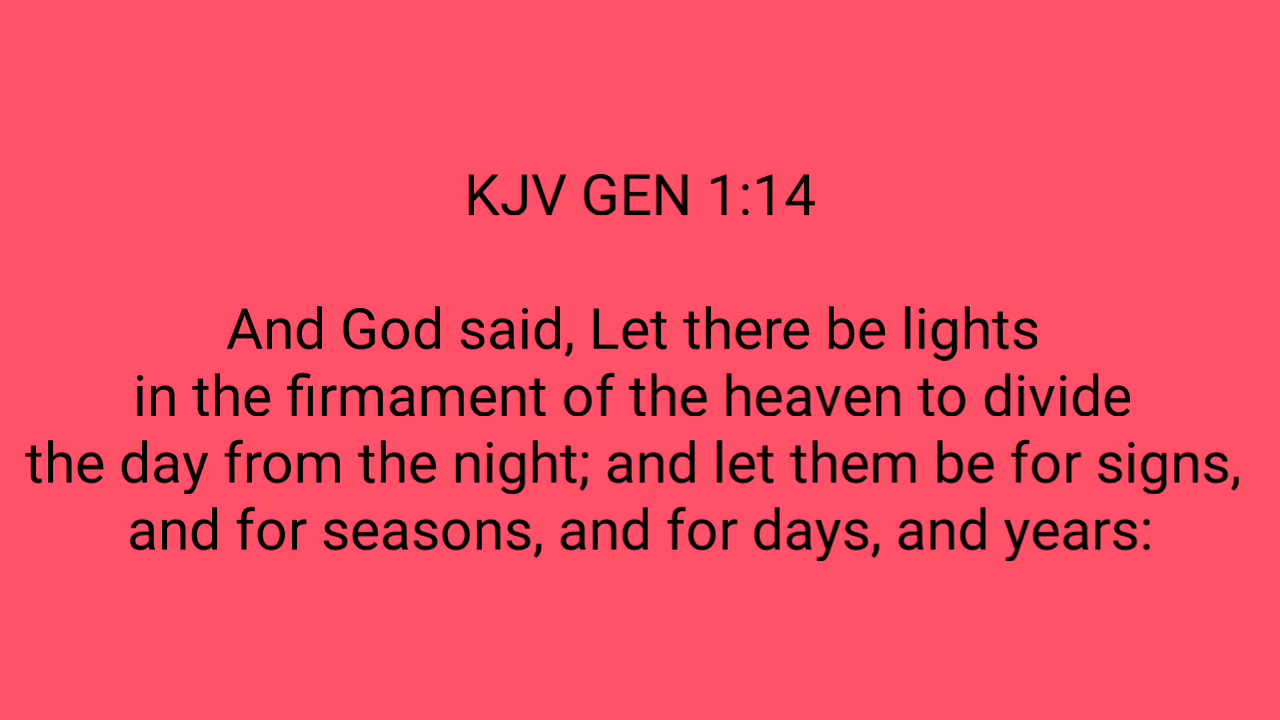 KJV GEN 1:14
And God said, Let there be lights
in the firmament of the heaven to divide
the day from the night; and let them be for signs,
and for seasons, and for days, and years: